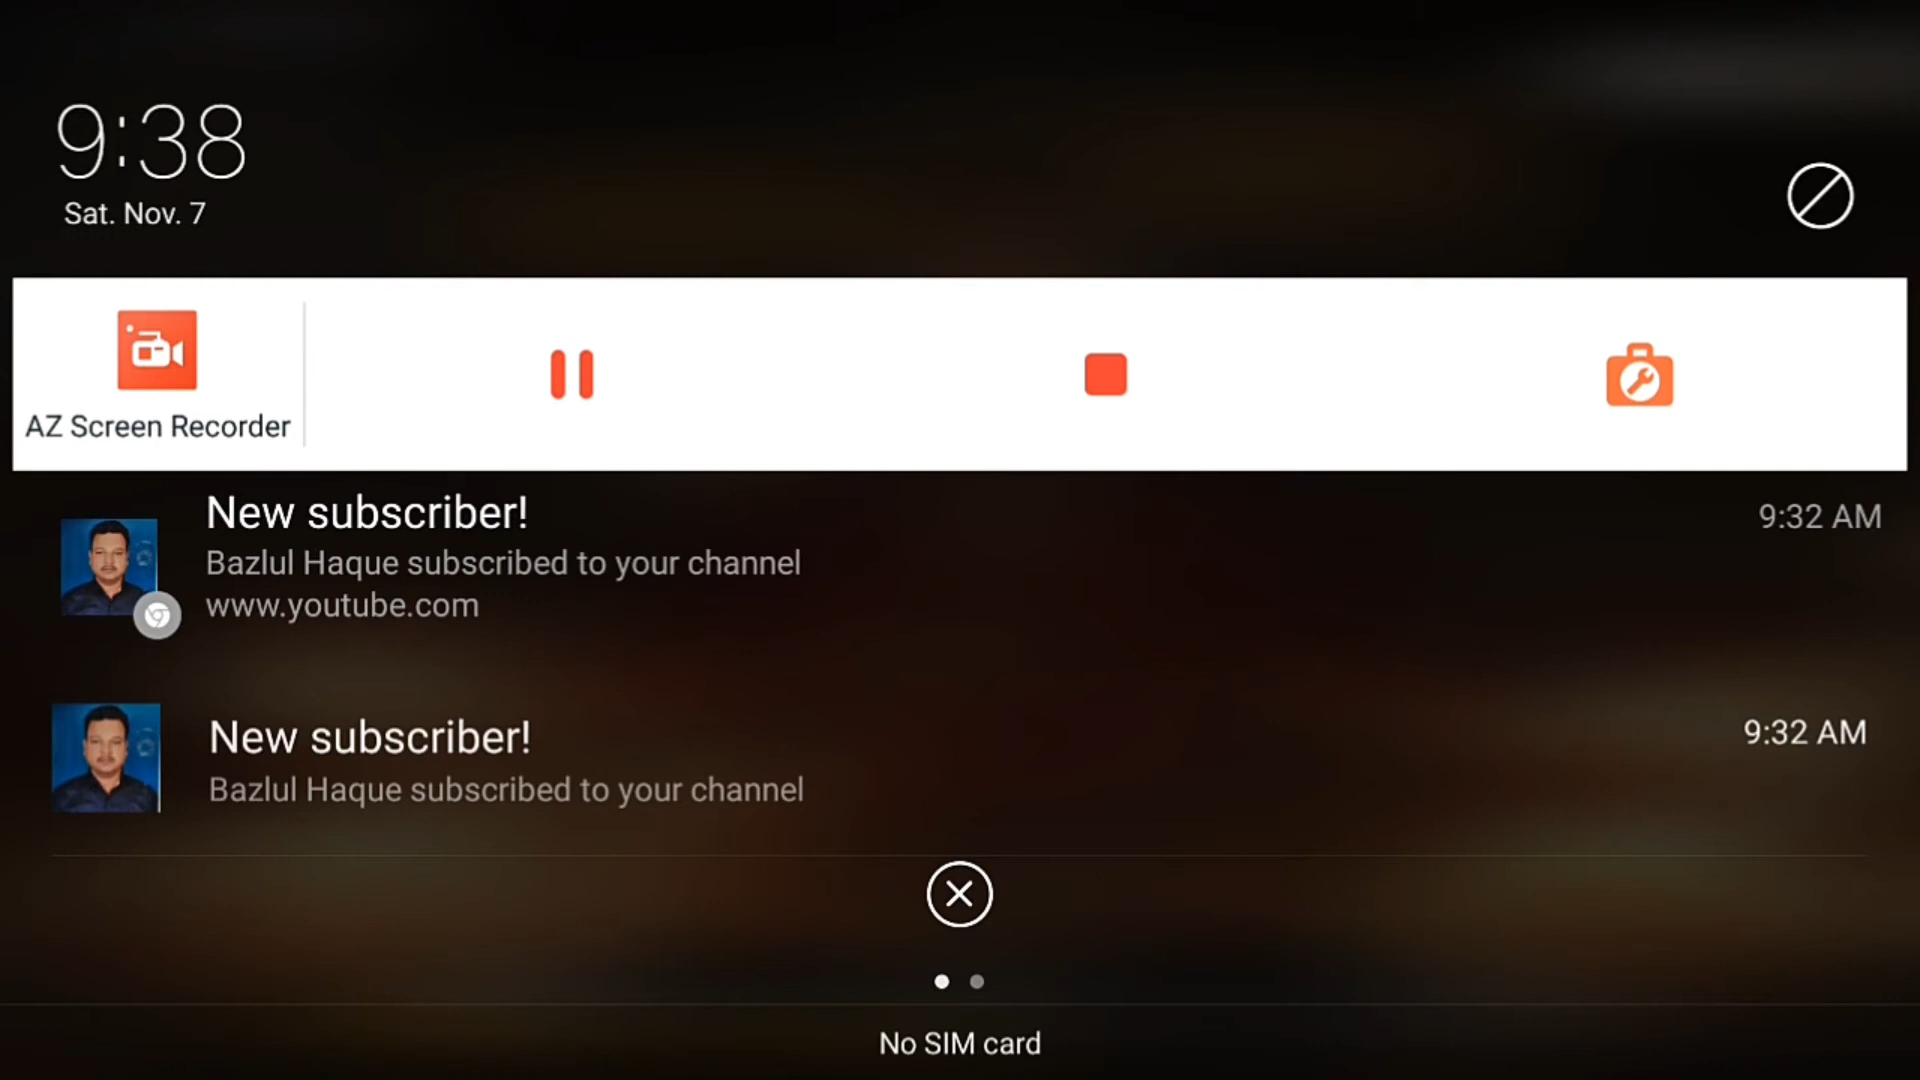 9:38
Sat. Nov. 7
AZ Screen Recorder
New subscriber!
9:32 AM
Bazlul Haque subscribed to your channel
www.youtube.com
New subscriber!
9:32 AM
Bazlul Haque subscribed to your channel
No SIM card